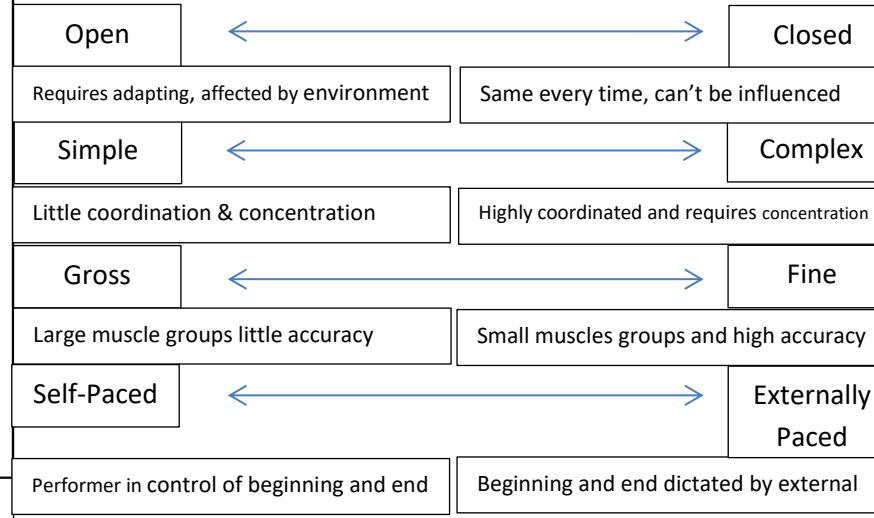 Open
Closed
Requires adapting, affected by environment
Same every time, can’t be influenced
Simple
Complex
Little coordination & concentration
Highly coordinated and requires concentration
Gross
Fine
Large muscle groups little accuracy
Small muscles groups and high accuracy
Self-Paced
Externally
Paced
Performer in control of beginning and end
Beginning and end dictated by external